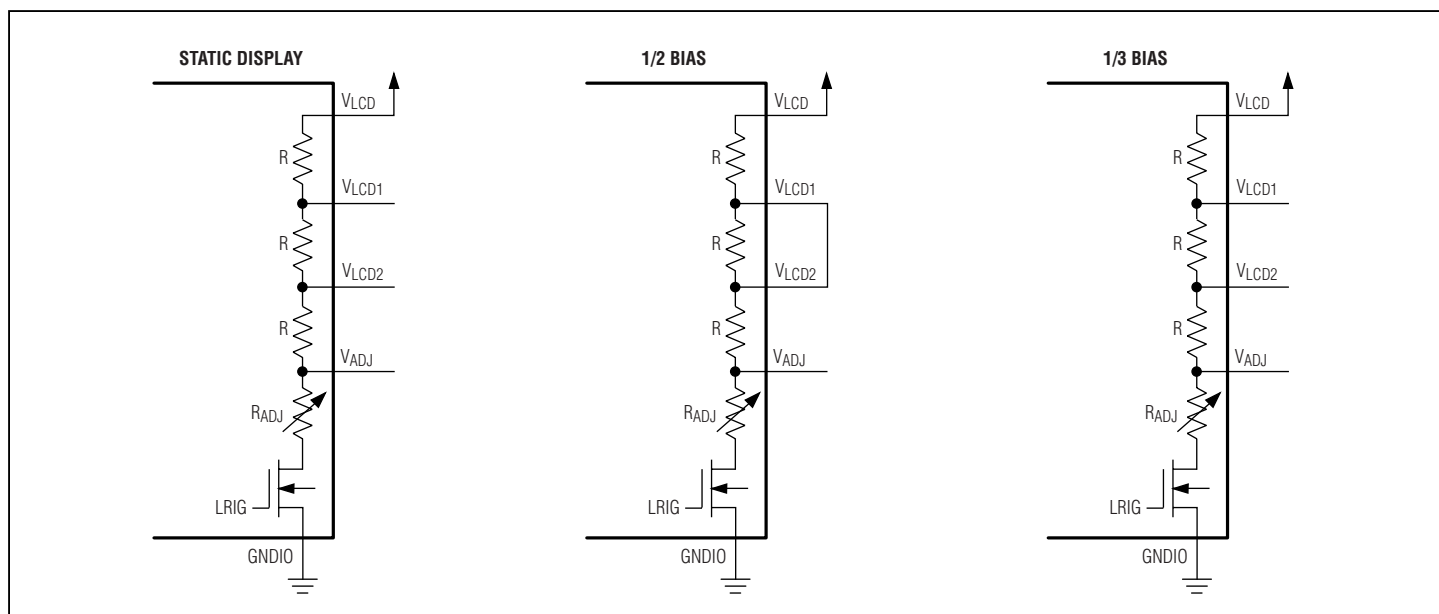 STATIC DISPLAY
VLCD
R
VLCD1
R
VLCD2
R
VADJ
RADJ
LRIG
GNDIO
1/2 BIAS
VLCD
R
VLCD1
R
VLCD2
R
VADJ
RADJ
LRIG
GNDIO
1/3 BIAS
VLCD
R
VLCD1
R
VLCD2
R
VADJ
RADJ
LRIG
GNDIO